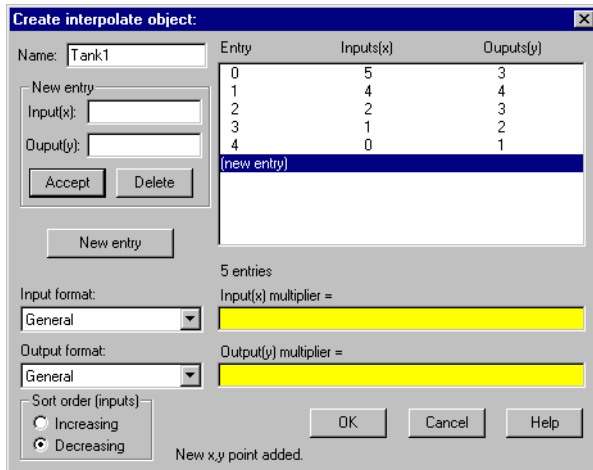 Create interpolate object:
Name: Tank1
Entry Inputs(x) Ouputs(y)
0 5 3
1 4 4
2 2 3
3 1 2
4 0 1
(new entry)
New entry
Input(x):
Ouput(y):
Accept Delete
New entry
5 entries
Input format:
General
Input(x) multiplier =
Output format:
General
Output(y) multiplier =
Sort order (inputs)
Increasing
Decreasing
OK Cancel Help
New x,y point added.